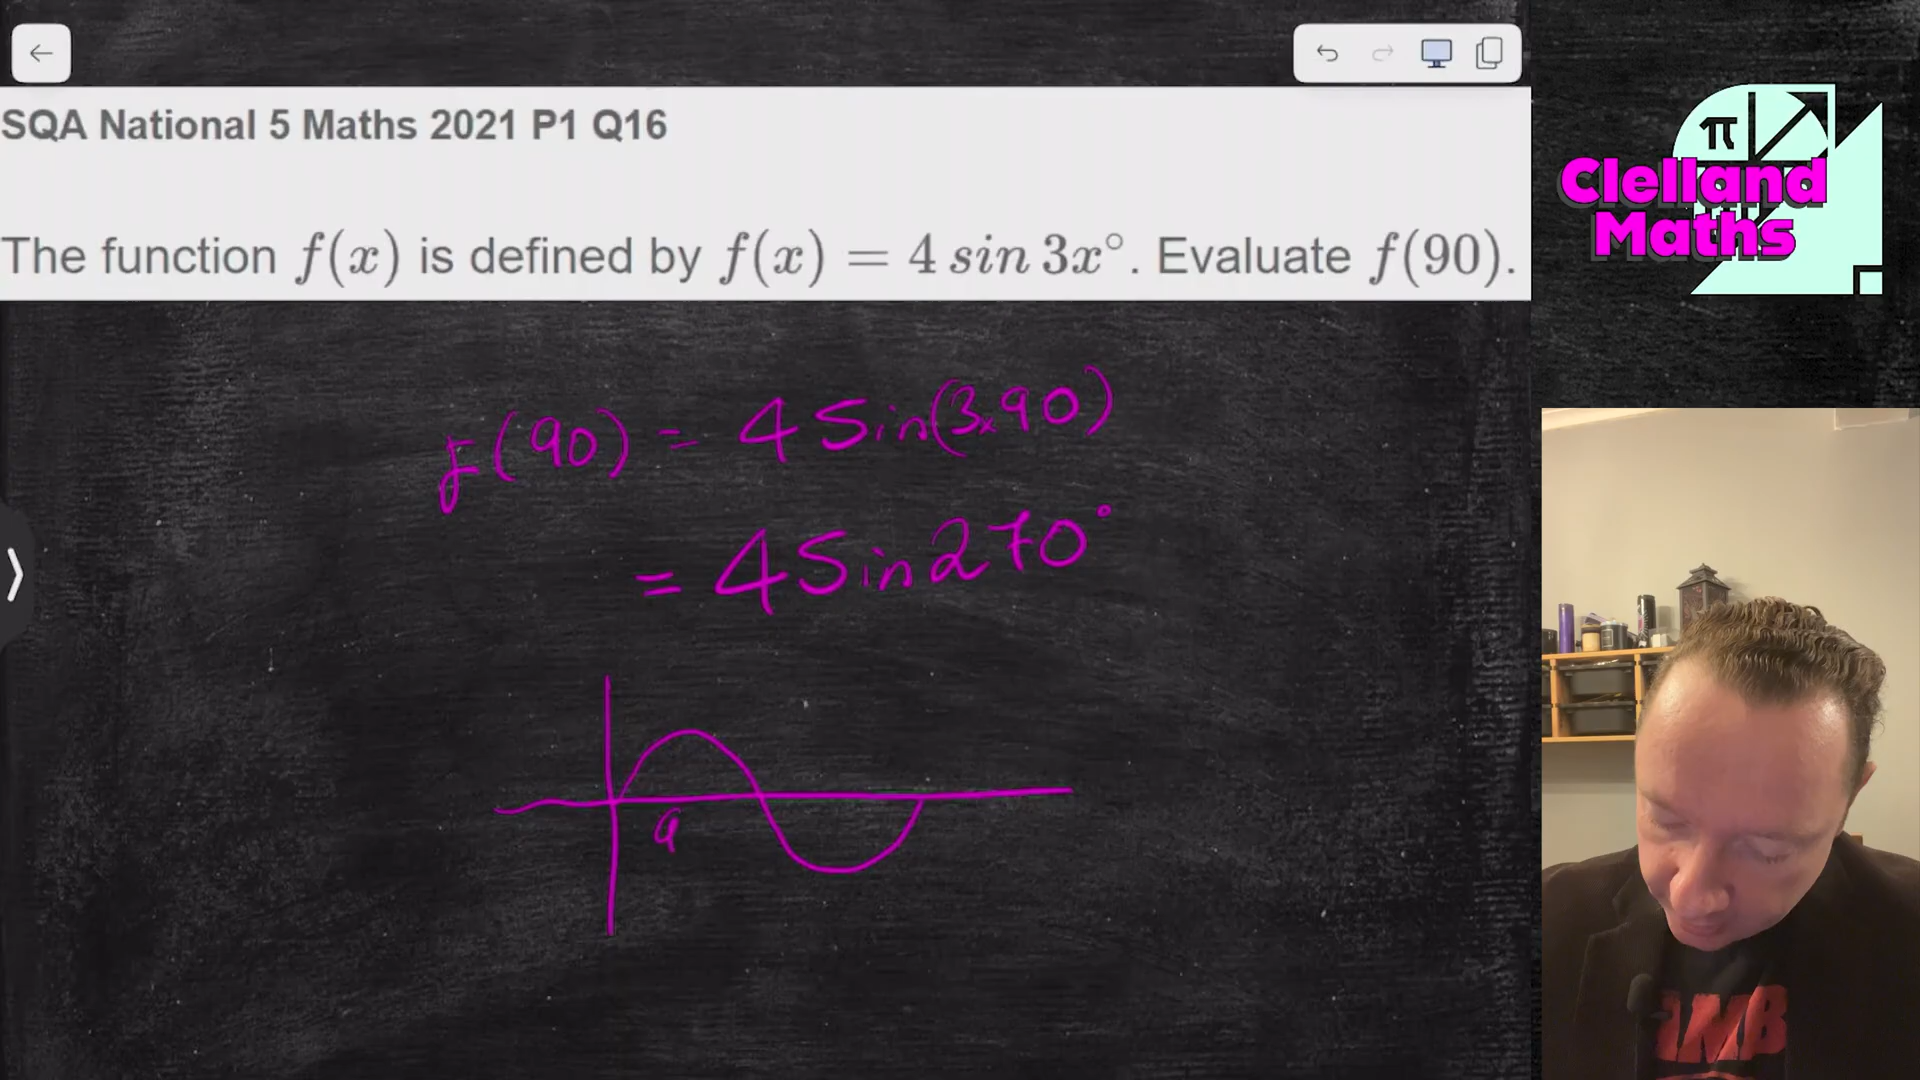 SQA National 5 Maths 2021 P1 Q16
The function f(x) is defined by f(x) = 4 sin 3x°. Evaluate f(90).
π
Clelland
Maths
f(90) = 4 Sin(3x90)
= 4 Sin 270°
9